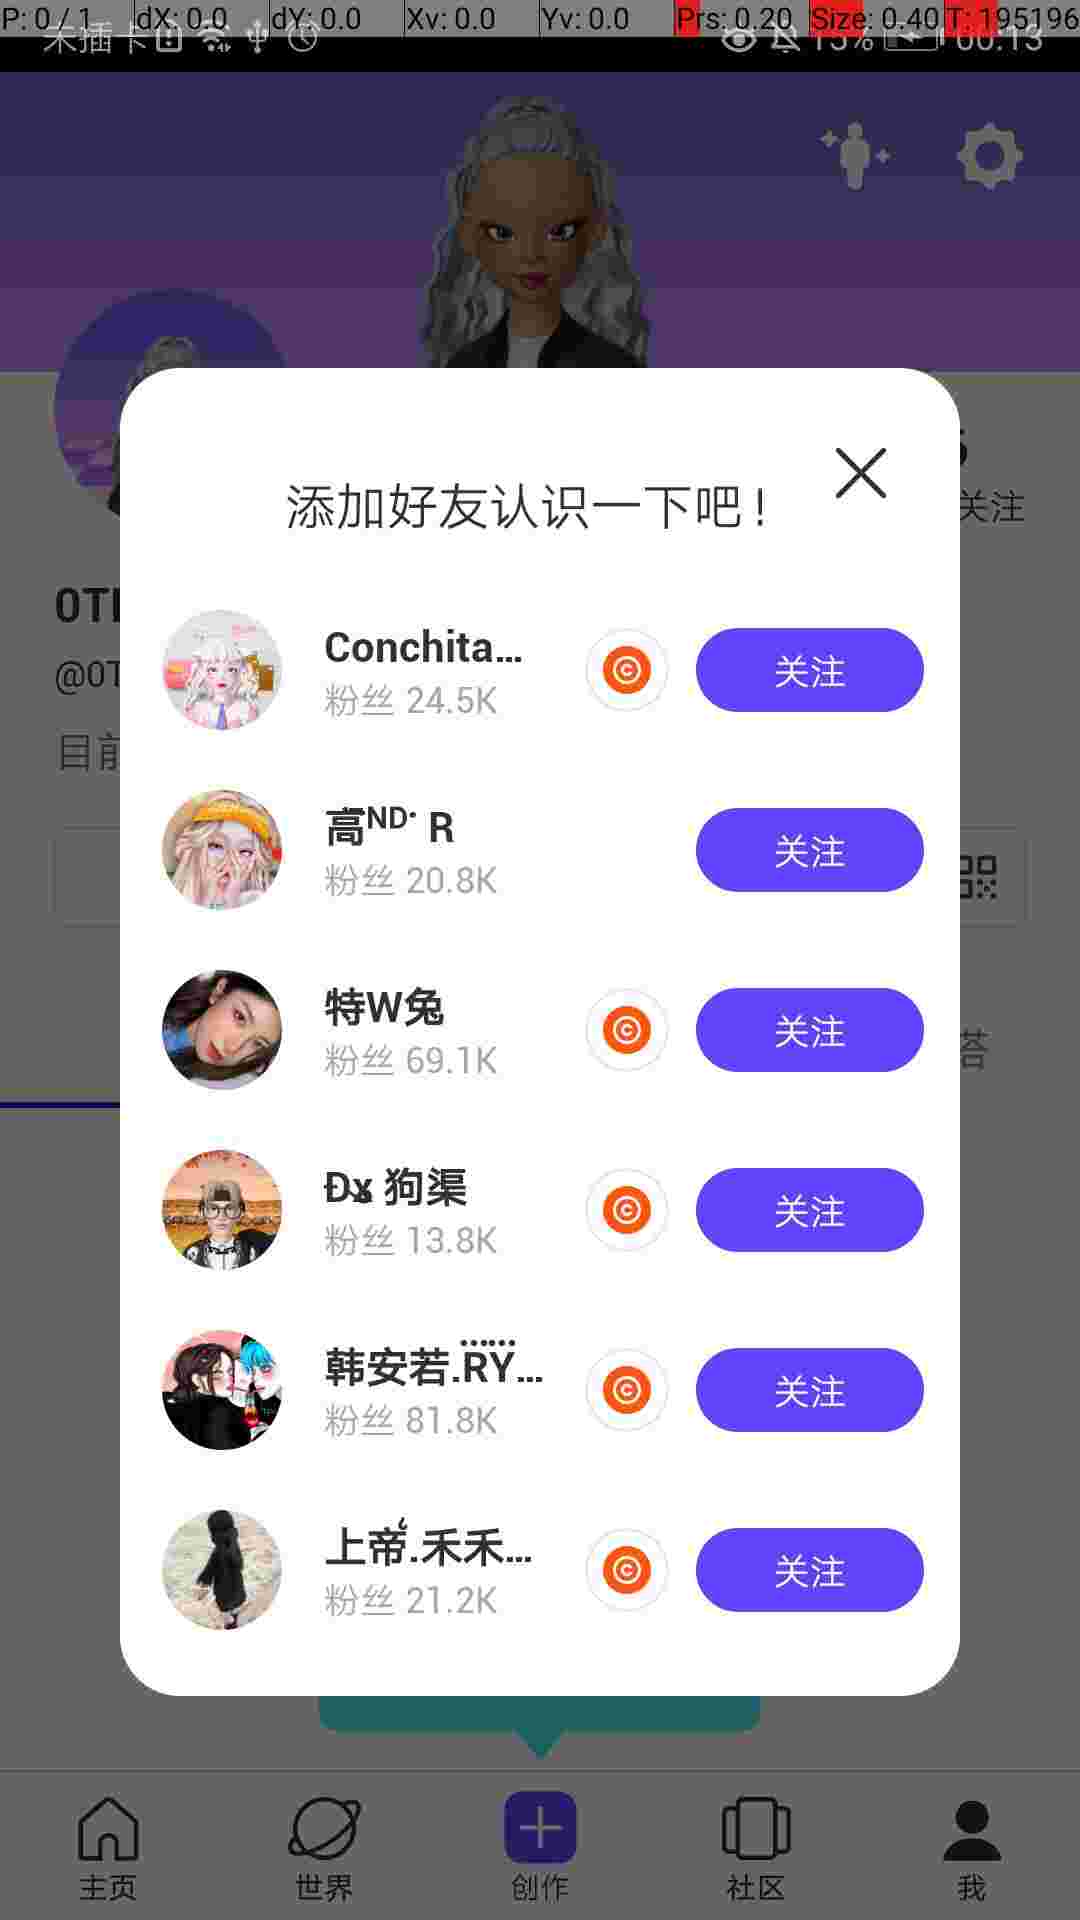 P: 0 / 1 dX: 0.0 dY: 0.0 Xv: 0.0 Yv: 0.0 Prs: 0.20 Size: 0.40 T: 195196
未插卡 15% 00:13
关注
添加好友认识一下吧!
0T
@0T
目前
Conchita...
粉丝 24.5K
关注
高ᴺᴰ· R
粉丝 20.8K
关注
特W兔
粉丝 69.1K
关注
答
狗渠
粉丝 13.8K
关注
韩安若.RY...
粉丝 81.8K
关注
上帝.禾禾...
粉丝 21.2K
关注
主页 世界 创作 社区 我